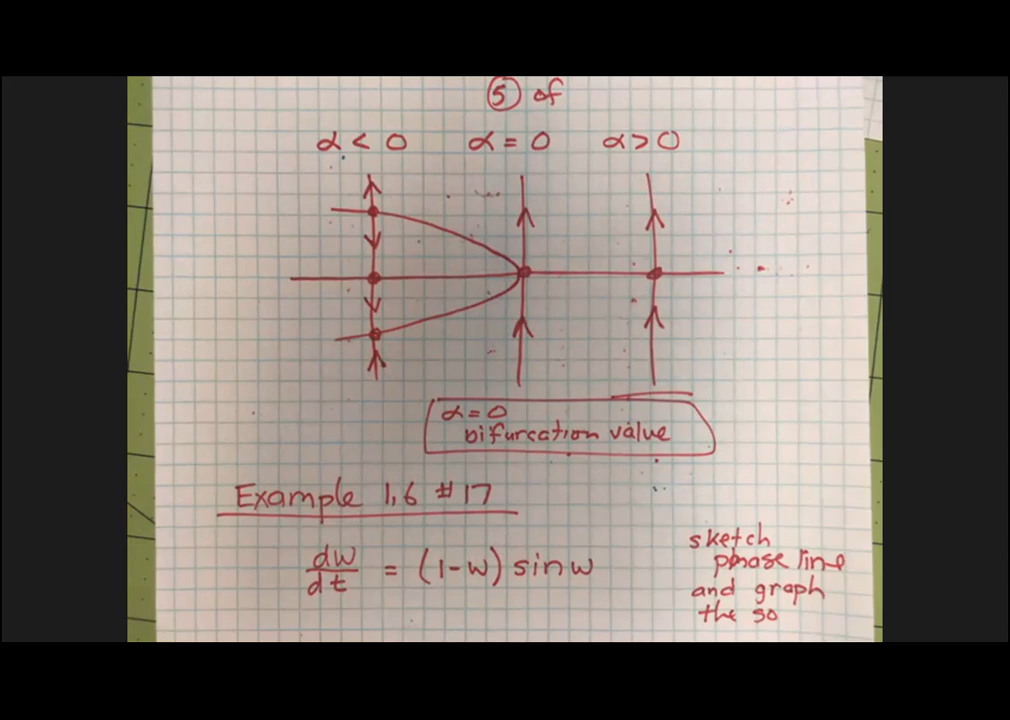 ⑤ of
α < 0 α = 0 α > 0
α = 0
bifurcation value
Example 1.6 # 17
dw/dt = (1-w) sin w
sketch
phase line
and graph
the so